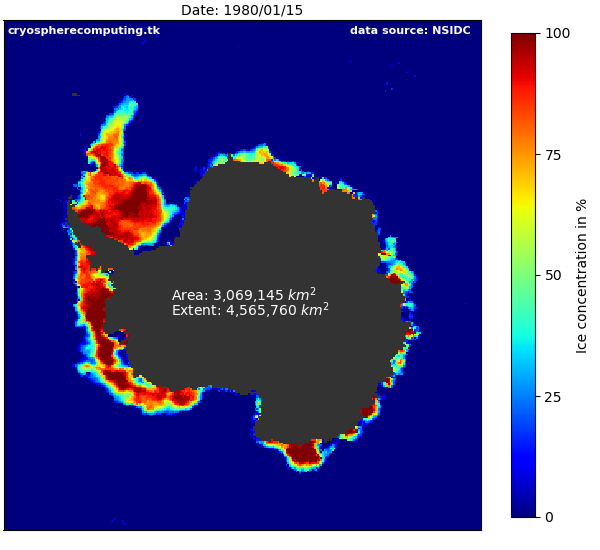 Date: 1980/01/15
cryospherecomputing.tk
data source: NSIDC
Area: 3,069,145 km²
Extent: 4,565,760 km²
100
75
50
25
0
Ice concentration in %